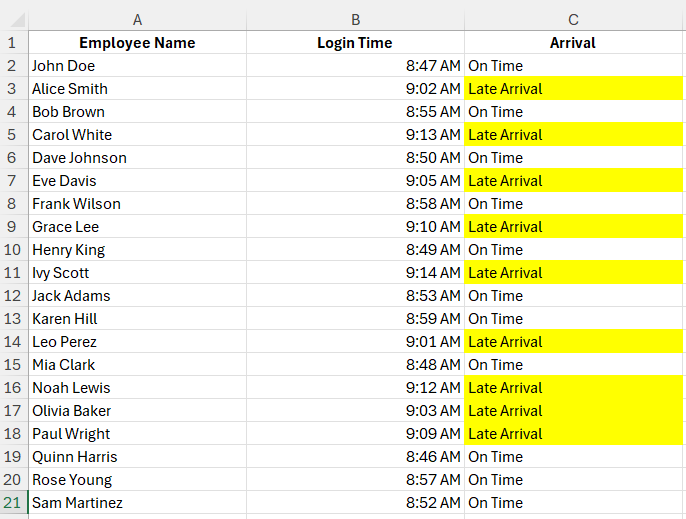 A B C
1 Employee Name Login Time Arrival
2 John Doe 8:47 AM On Time
3 Alice Smith 9:02 AM Late Arrival
4 Bob Brown 8:55 AM On Time
5 Carol White 9:13 AM Late Arrival
6 Dave Johnson 8:50 AM On Time
7 Eve Davis 9:05 AM Late Arrival
8 Frank Wilson 8:58 AM On Time
9 Grace Lee 9:10 AM Late Arrival
10 Henry King 8:49 AM On Time
11 Ivy Scott 9:14 AM Late Arrival
12 Jack Adams 8:53 AM On Time
13 Karen Hill 8:59 AM On Time
14 Leo Perez 9:01 AM Late Arrival
15 Mia Clark 8:48 AM On Time
16 Noah Lewis 9:12 AM Late Arrival
17 Olivia Baker 9:03 AM Late Arrival
18 Paul Wright 9:09 AM Late Arrival
19 Quinn Harris 8:46 AM On Time
20 Rose Young 8:57 AM On Time
21 Sam Martinez 8:52 AM On Time